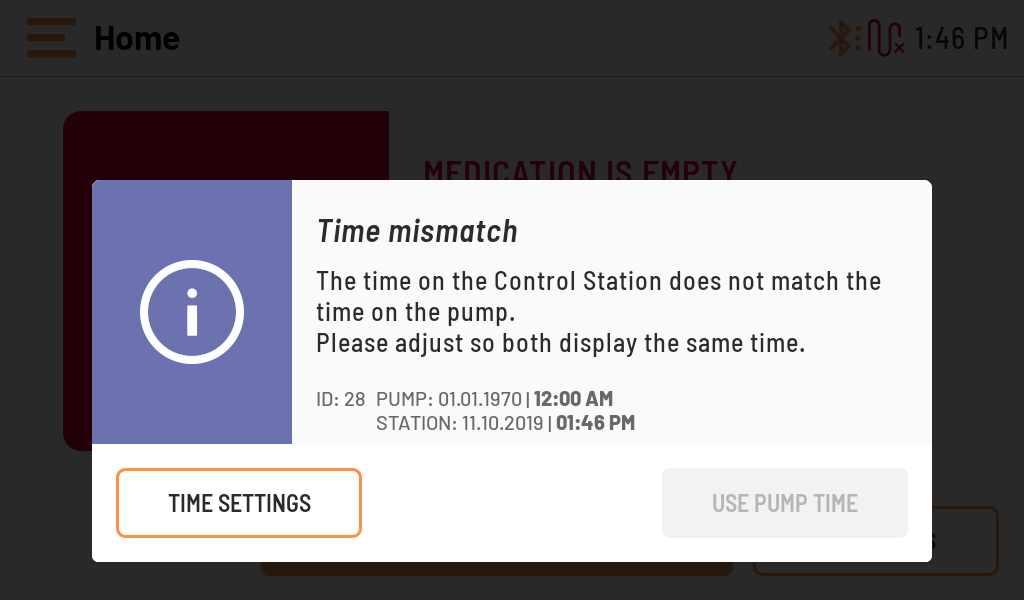 Home
1:46 PM
MEDICATION IS EMPTY
Time mismatch
The time on the Control Station does not match the
time on the pump.
Please adjust so both display the same time.
ID: 28 PUMP: 01.01.1970 | 12:00 AM
STATION: 11.10.2019 | 01:46 PM
TIME SETTINGS
USE PUMP TIME